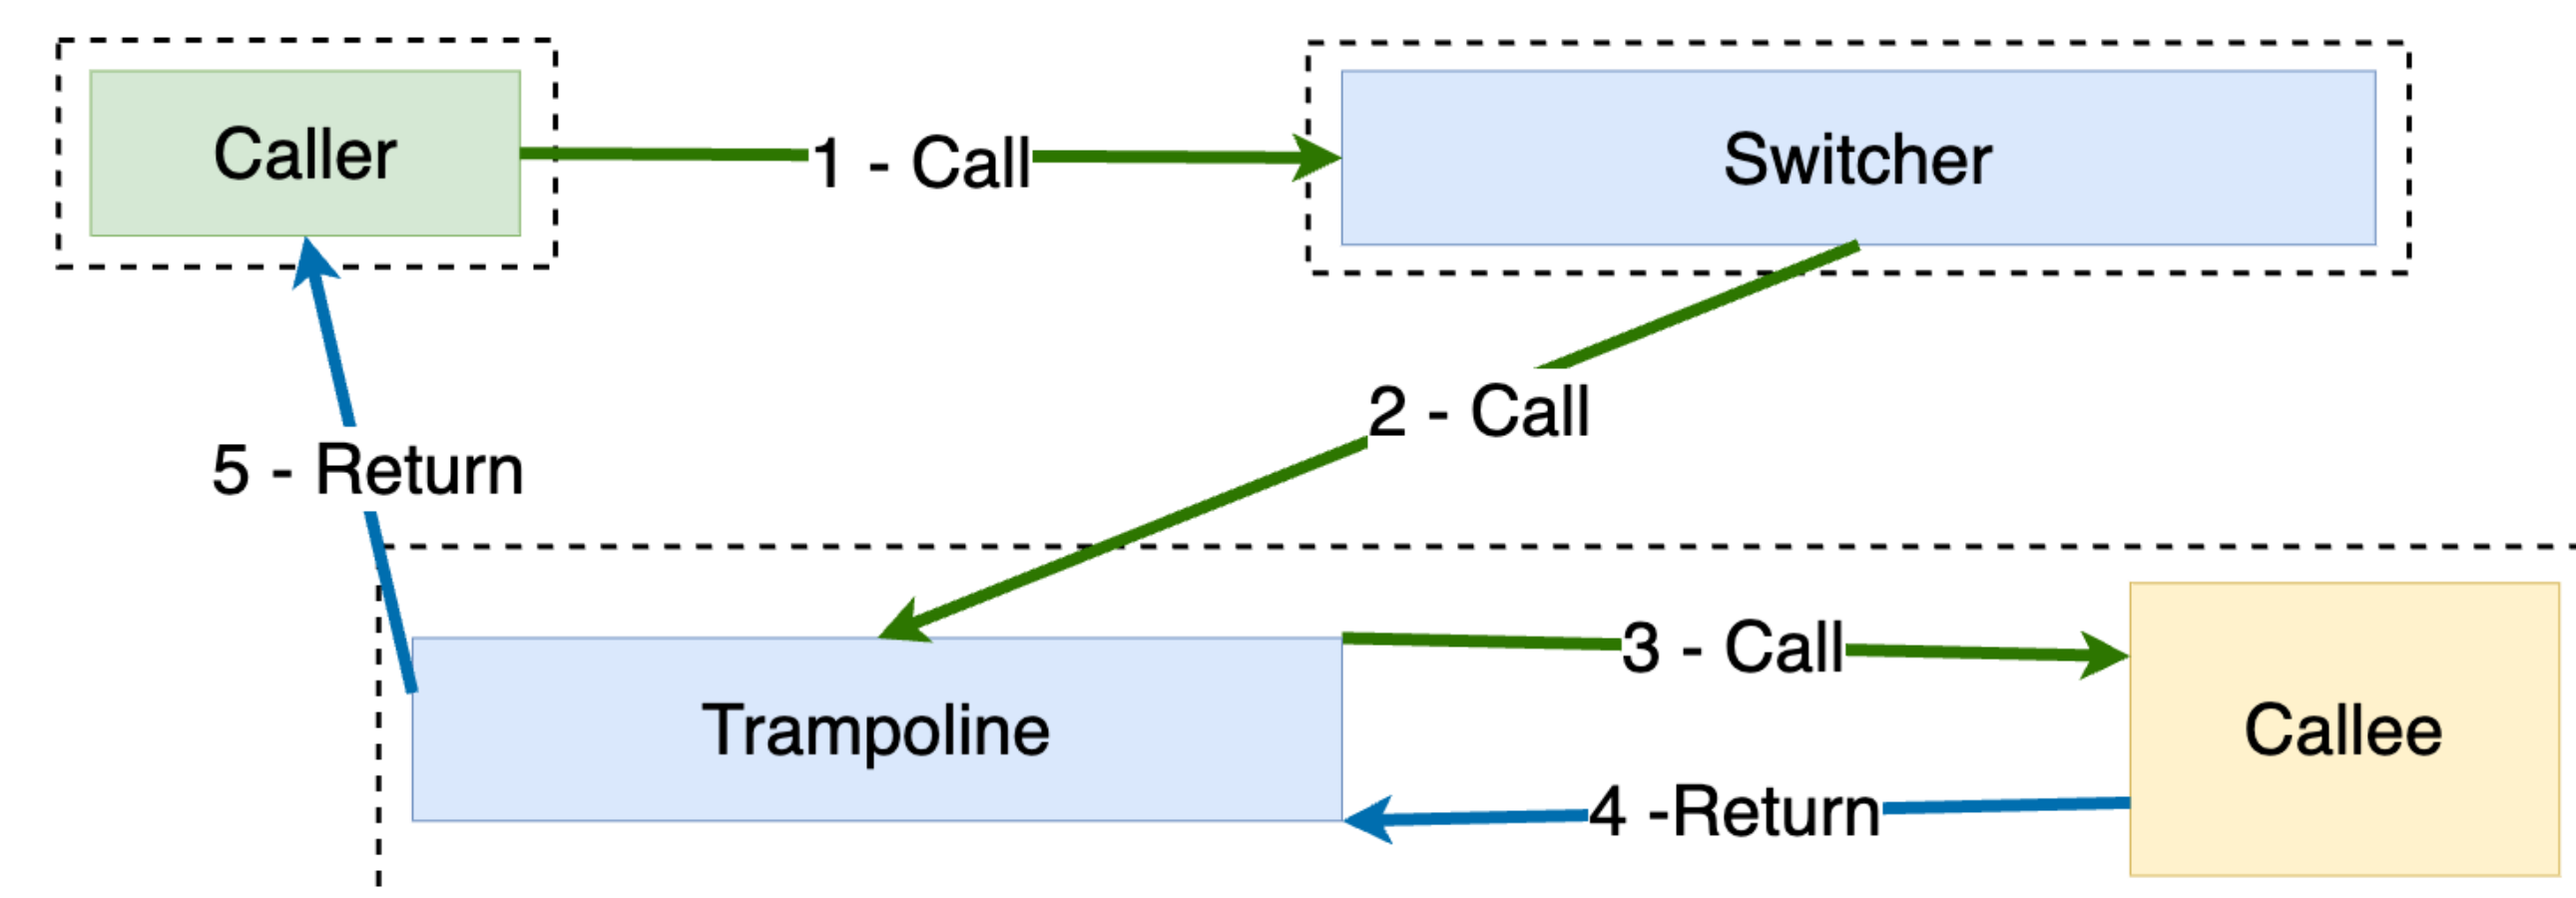 Caller
1 - Call
Switcher
2 - Call
5 - Return
3 - Call
Trampoline
Callee
4 -Return